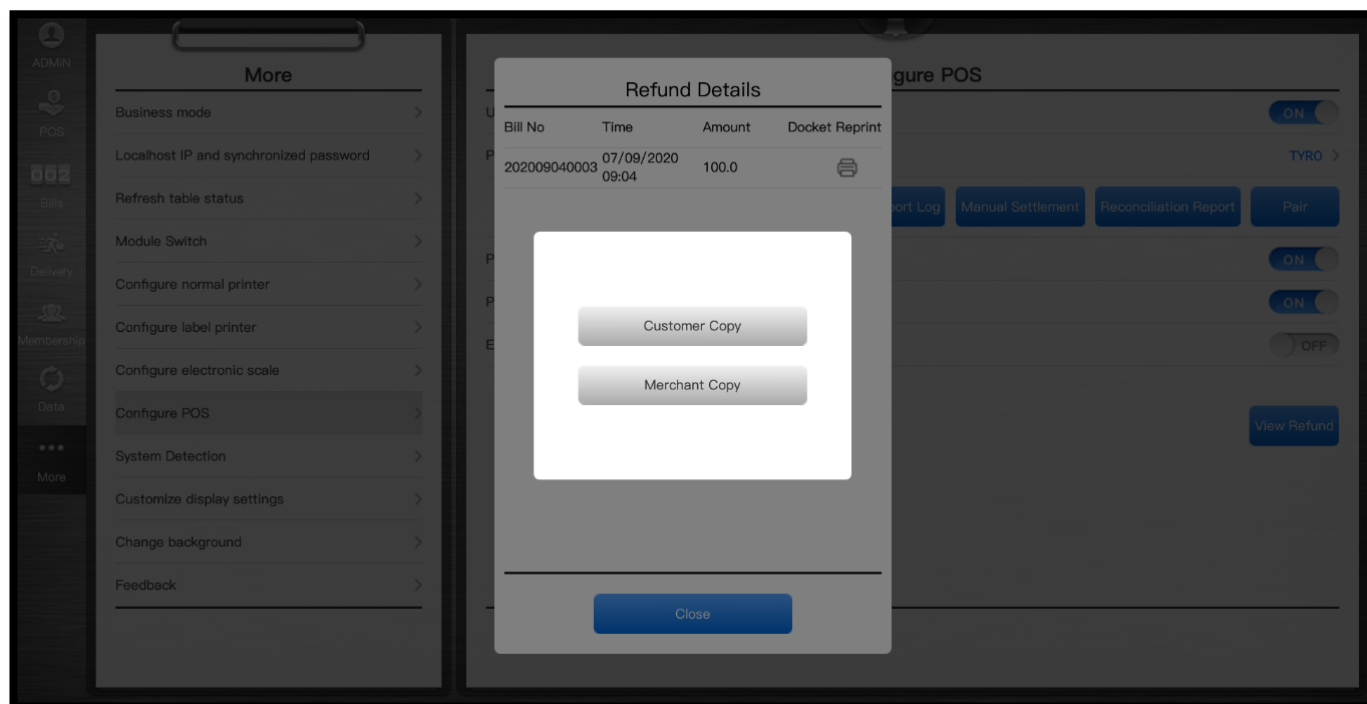 ADMIN
POS
002
Bills
Delivery
Membership
Data
More
More
Business mode
Localhost IP and synchronized password
Refresh table status
Module Switch
Configure normal printer
Configure label printer
Configure electronic scale
Configure POS
System Detection
Customize display settings
Change background
Feedback
gure POS
U
ON
P
TYRO
ort Log
Manual Settlement
Reconciliation Report
Pair
P
ON
P
ON
E
OFF
View Refund
Refund Details
Bill No Time Amount Docket Reprint
202009040003 07/09/2020 100.0
09:04
Customer Copy
Merchant Copy
Close